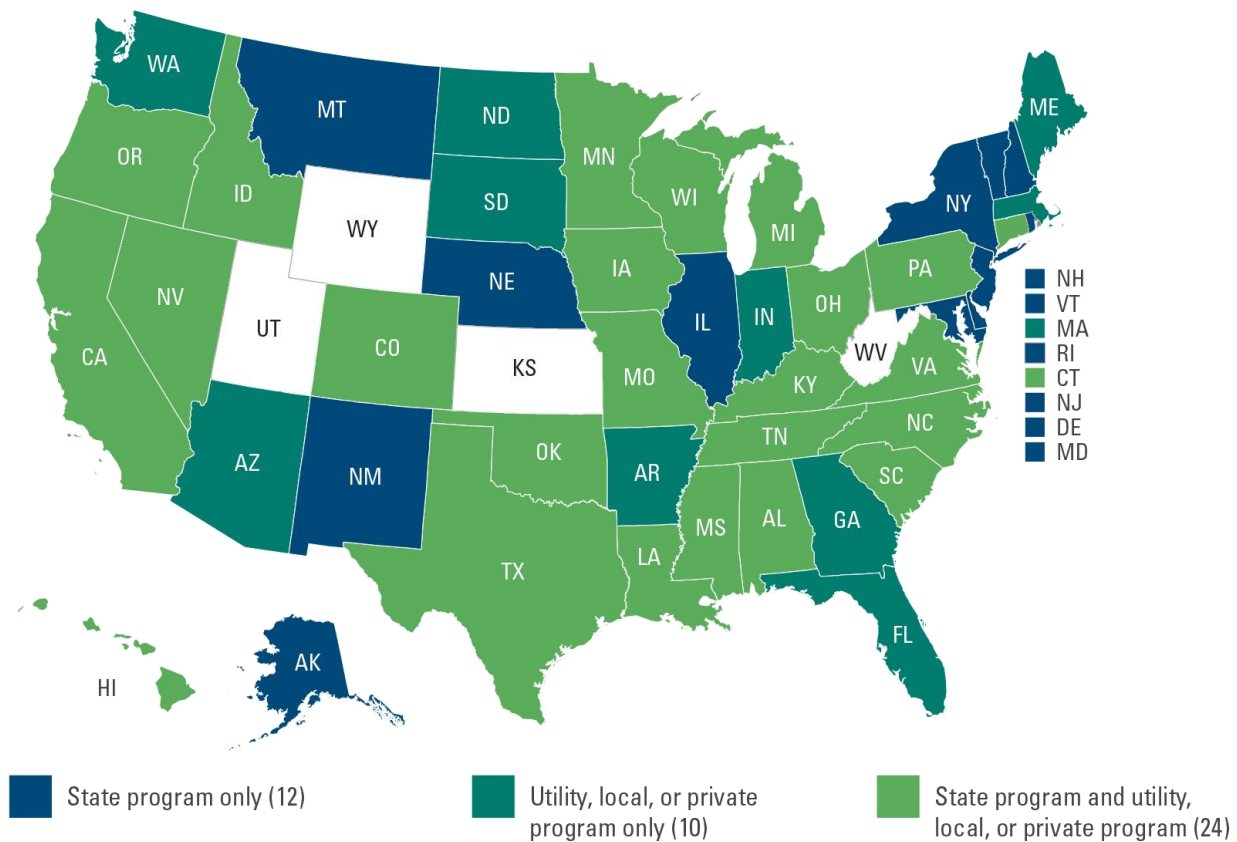 WA
MT
ND
ME
OR
MN
ID
SD
WI
NY
WY
MI
IA
PA
NE
NV
OH
IL
IN
UT
CO
CA
WV
KS
MO
VA
KY
NC
TN
OK
AZ
NM
AR
SC
MS
AL
GA
LA
TX
FL
HI
AK
NH
VT
MA
RI
CT
NJ
DE
MD
State program only (12)
Utility, local, or private
program only (10)
State program and utility,
local, or private program (24)